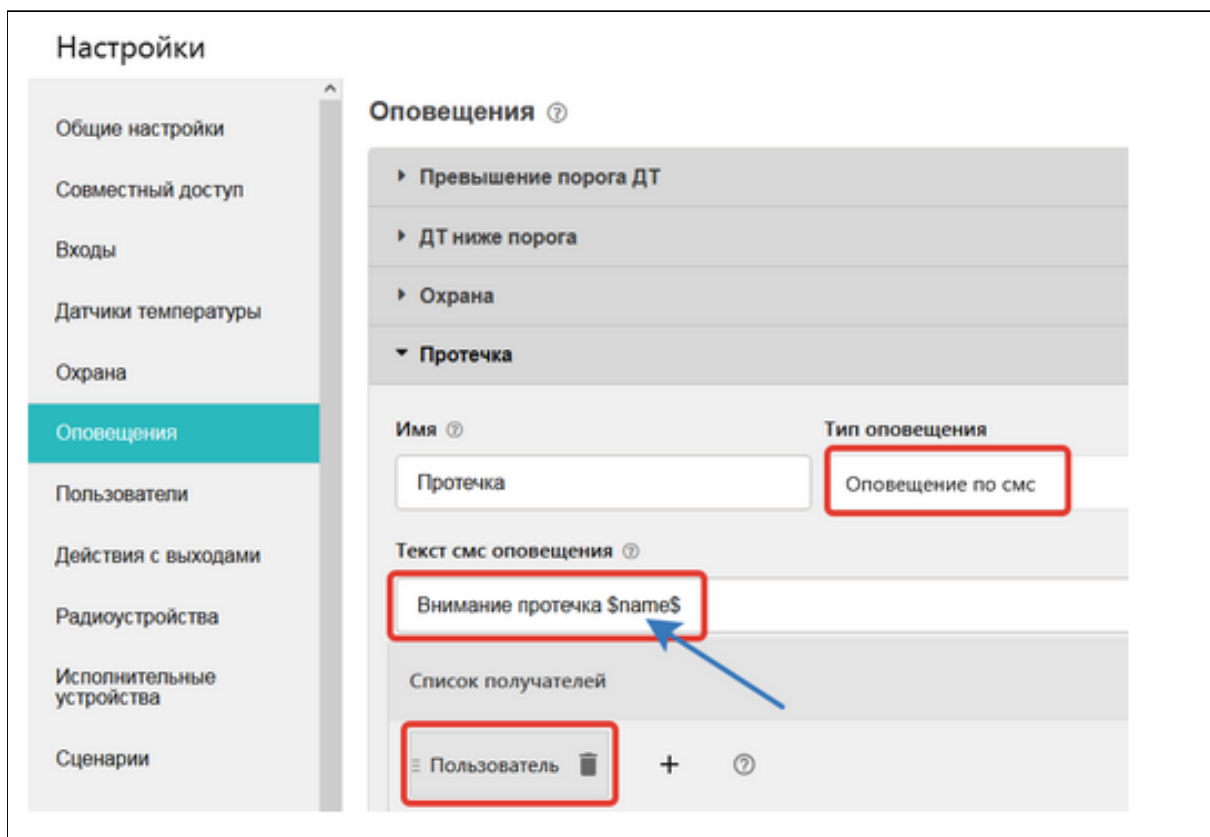 Настройки
Общие настройки
Совместный доступ
Входы
Датчики температуры
Охрана
Оповещения
Пользователи
Действия с выходами
Радиоустройства
Исполнительные
устройства
Сценарии
Оповещения
Превышение порога ДТ
ДТ ниже порога
Охрана
Протечка
Имя
Тип оповещения
Протечка
Оповещение по смс
Текст смс оповещения
Внимание протечка $name$
Список получателей
Пользователь